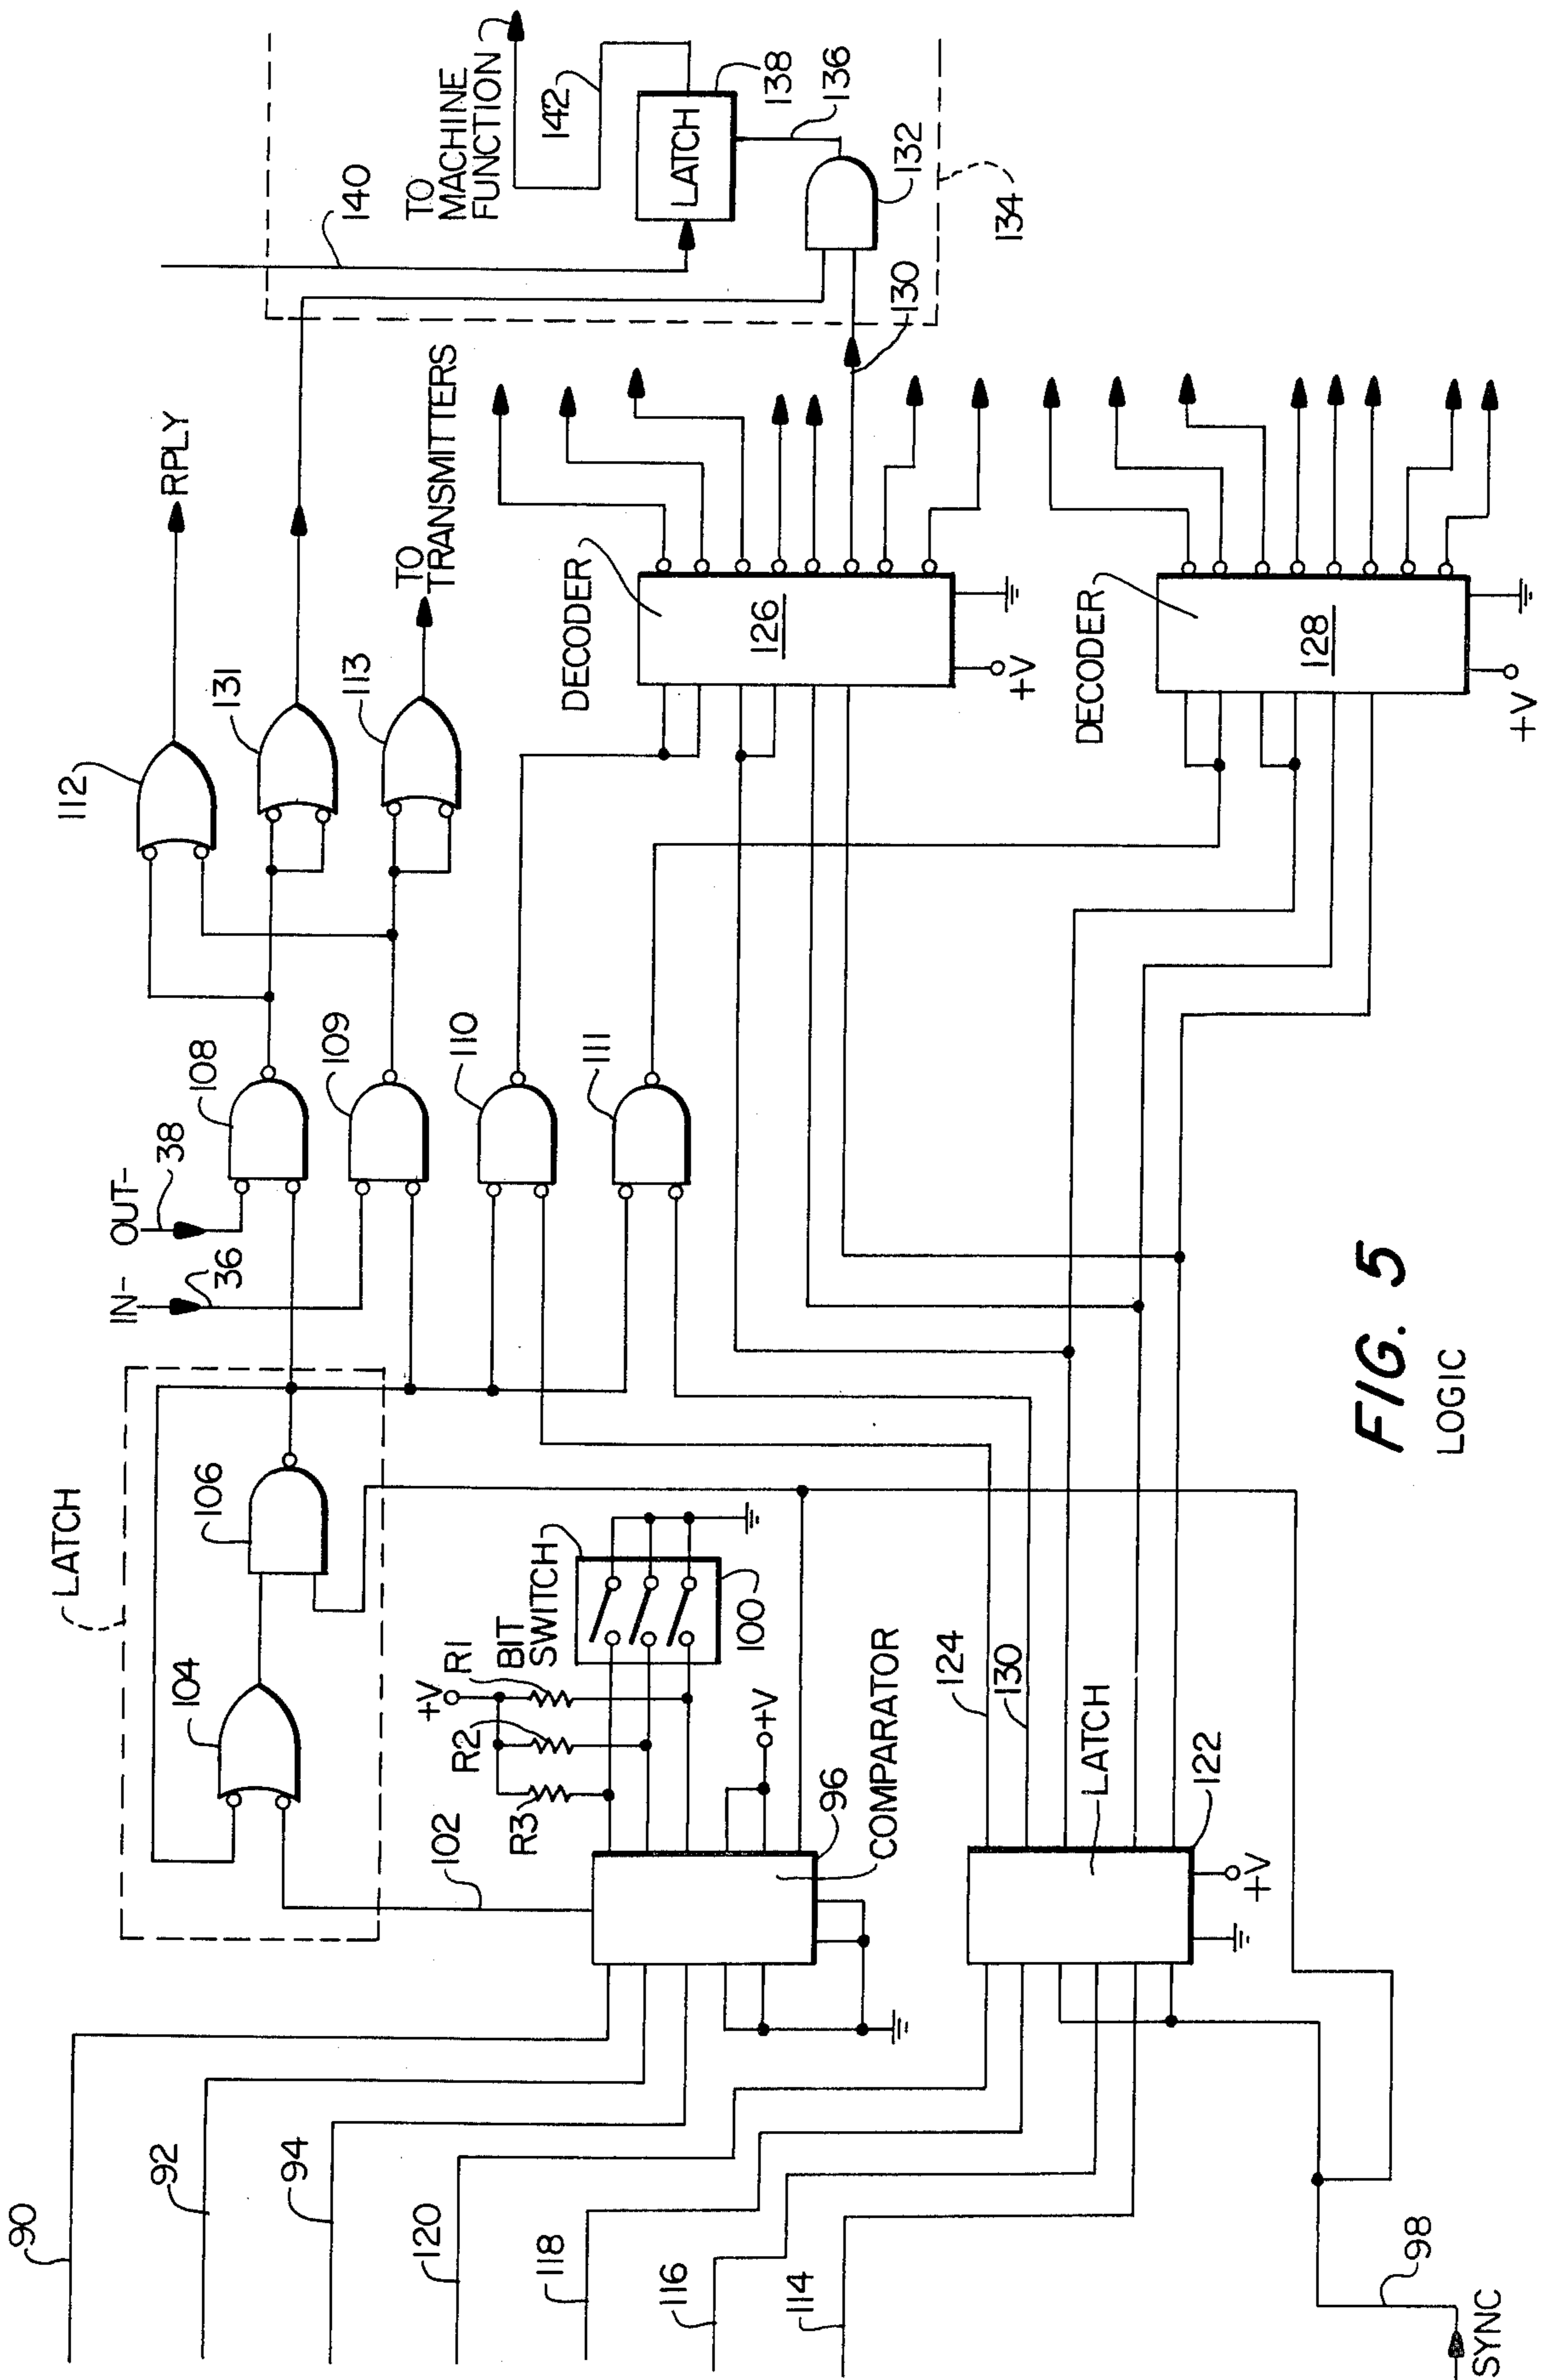 90
92
94
120
118
116
114
98
SYNC
LATCH
104
106
102
+V
R1
R2
R3
BIT
SWITCH
100
+V
96
COMPARATOR
124
130
LATCH
122
+V
IN-
OUT-
36
38
108
109
110
111
112
131
113
RPLY
TO
TRANSMITTERS
DECODER
126
+V
DECODER
128
+V
130
140
TO
MACHINE
FUNCTION
142
LATCH
138
136
132
134
FIG. 5
LOGIC